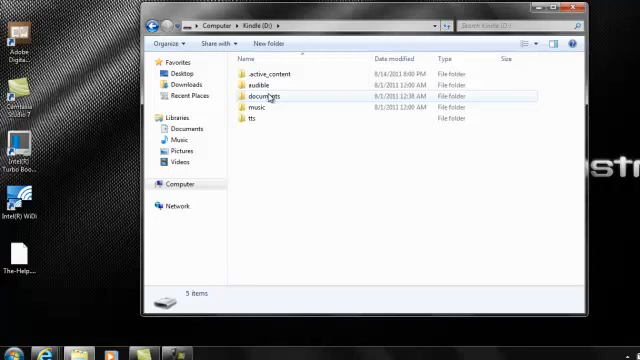 Computer ▸ Kindle (D:) ▸
Search Kindle (D:)
Organize ▾ Share with ▾ New folder
Name Date modified Type Size
Favorites
Desktop
Downloads
Recent Places
Libraries
Documents
Music
Pictures
Videos
Computer
Network
.active_content 8/14/2011 8:00 PM File folder
audible 8/1/2011 12:00 AM File folder
documents 8/1/2011 12:38 AM File folder
music 8/1/2011 12:00 AM File folder
tts 8/1/2011 12:00 AM File folder
5 items
Adobe
Digita...
Camtasia
Studio 7
Intel(R)
Turbo Boo...
Intel(R) WiDi
The-Help....
str